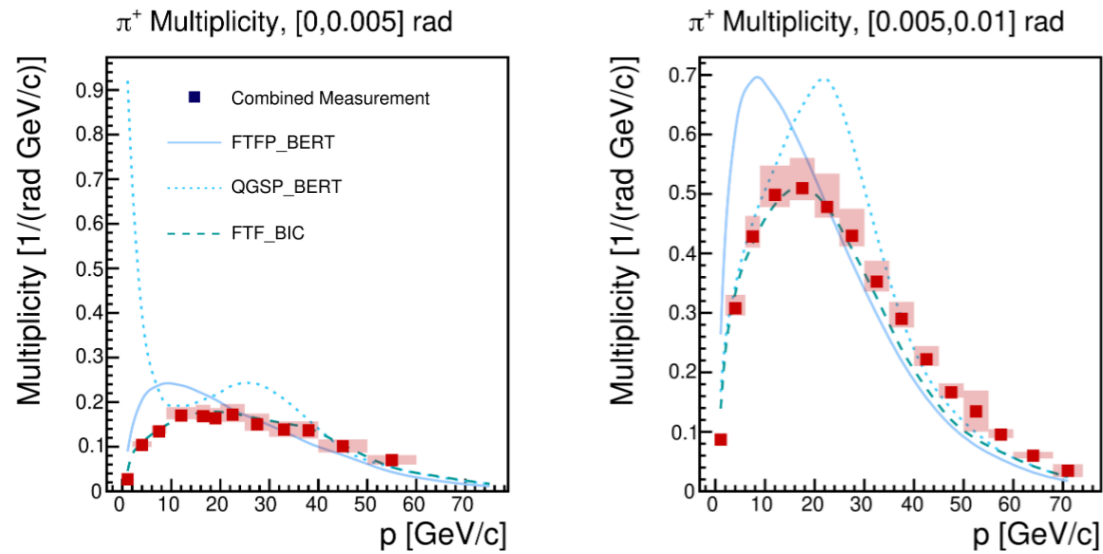 π⁺ Multiplicity, [0,0.005] rad
Multiplicity [1/(rad GeV/c)]
0.9
0.8
0.7
0.6
0.5
0.4
0.3
0.2
0.1
0
Combined Measurement
FTFP_BERT
QGSP_BERT
FTF_BIC
0 10 20 30 40 50 60 70
p [GeV/c]
π⁺ Multiplicity, [0.005,0.01] rad
Multiplicity [1/(rad GeV/c)]
0.7
0.6
0.5
0.4
0.3
0.2
0.1
0
0 10 20 30 40 50 60 70
p [GeV/c]